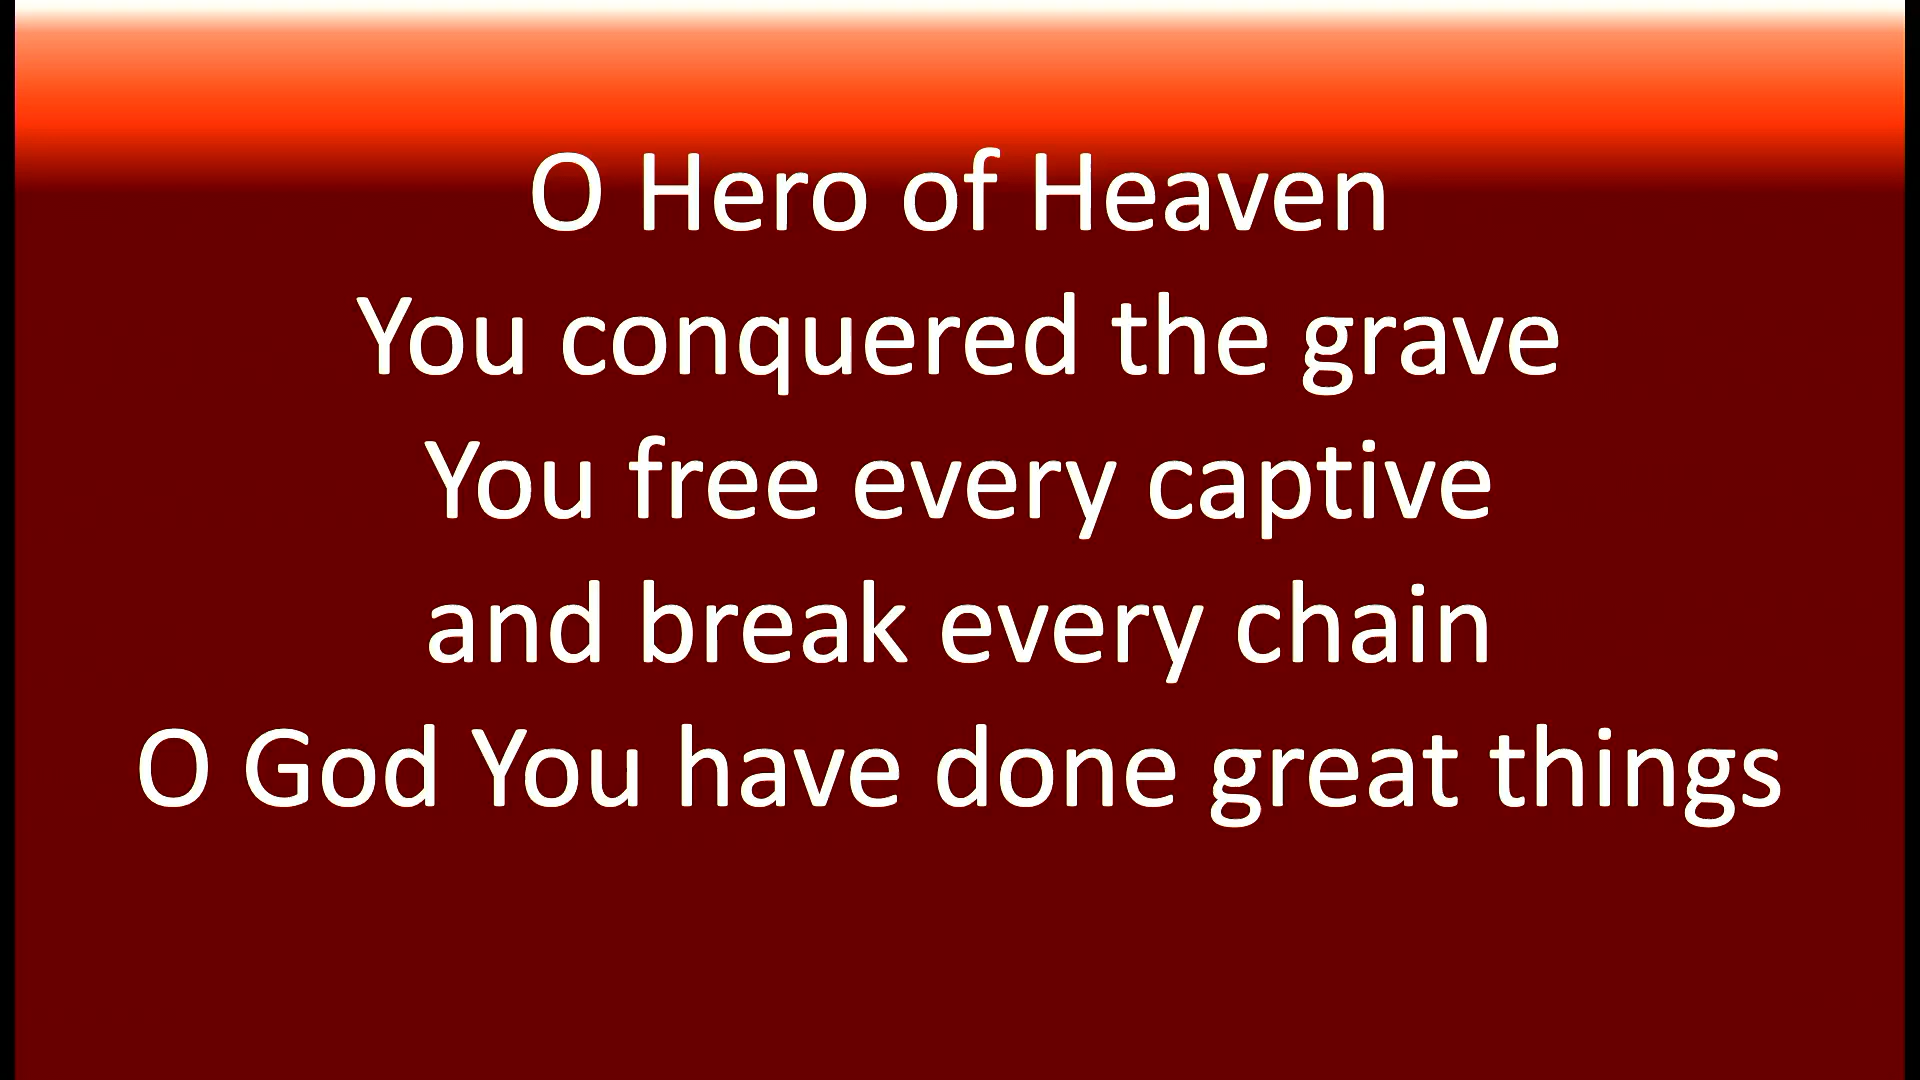 O Hero of Heaven
You conquered the grave
You free every captive
and break every chain
O God You have done great things